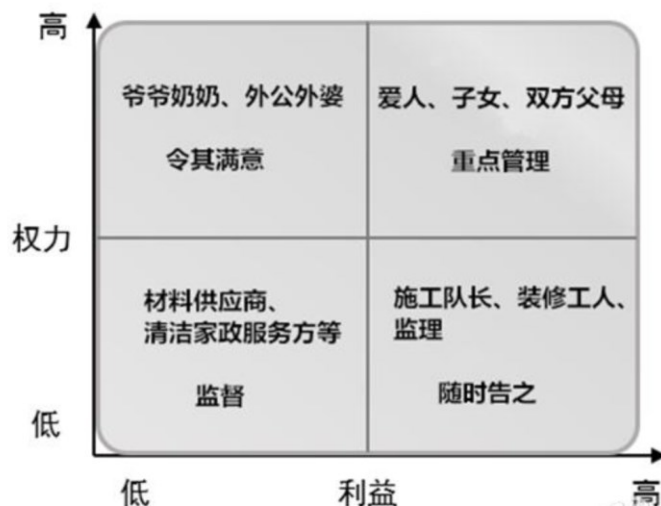 高
爷爷奶奶、外公外婆
令其满意
爱人、子女、双方父母
重点管理
权力
材料供应商、
清洁家政服务方等
监督
施工队长、装修工人、
监理
随时告之
低
低
利益
高